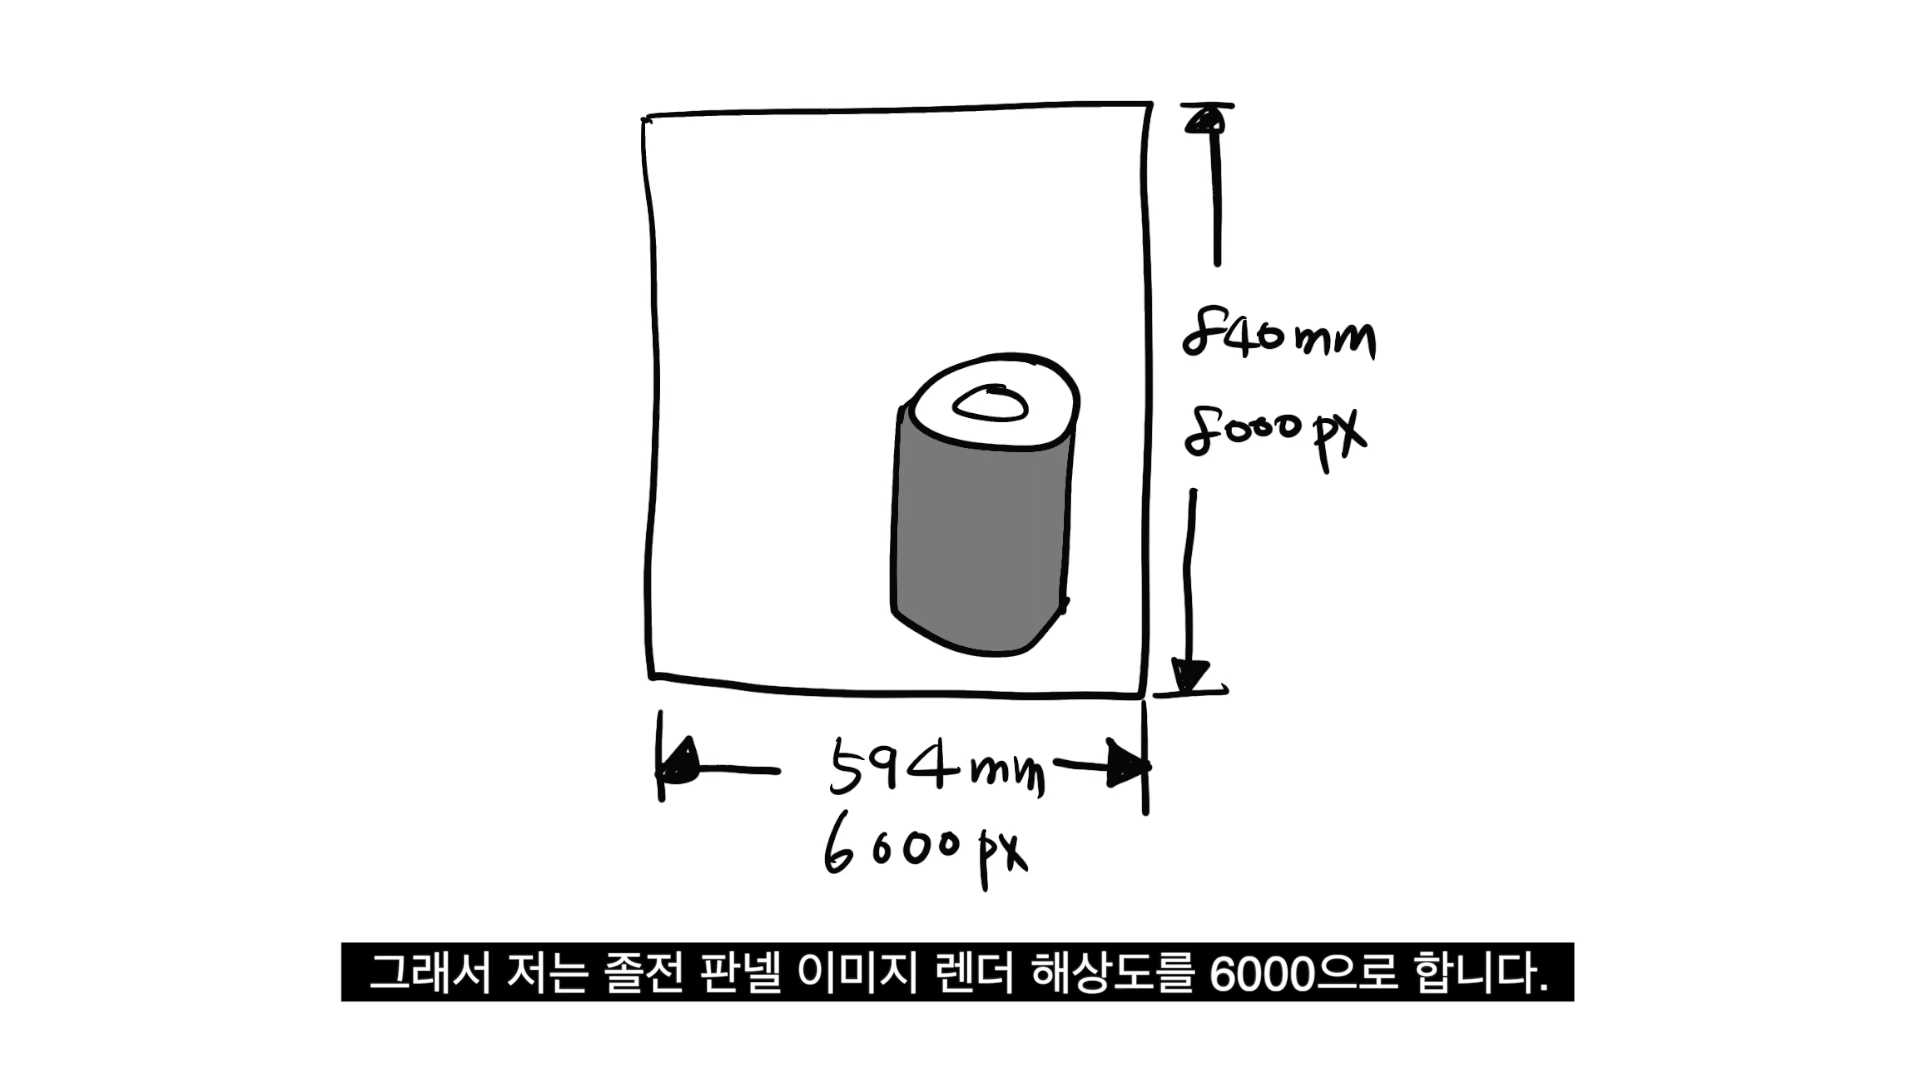 840mm
8000px
594mm
6000px
그래서 저는 졸전 판넬 이미지 렌더 해상도를 6000으로 합니다.